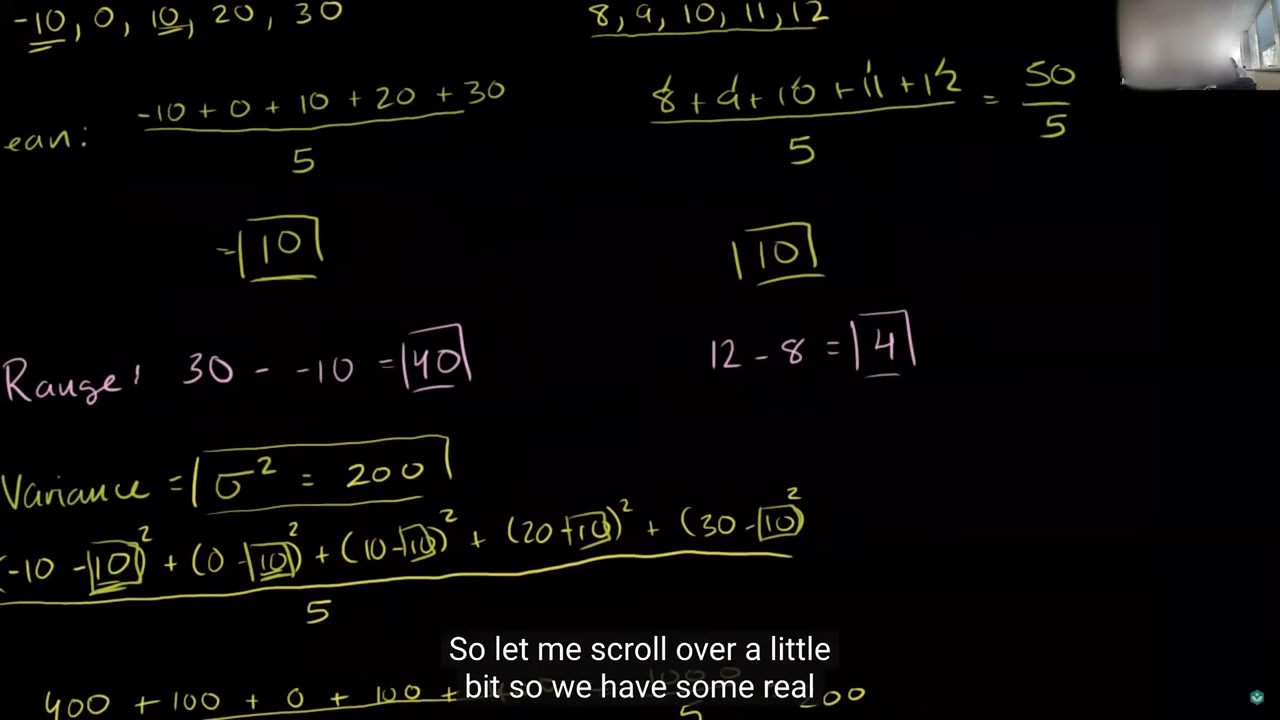 -10, 0, 10, 20, 30
8, 9, 10, 11, 12
ean: -10 + 0 + 10 + 20 + 30
5
8 + 9 + 10 + 11 + 12 = 50
5 5
= 10
10
Range: 30 - -10 = 40
12 - 8 = 4
Variance = σ² = 200
(-10 - 10)² + (0 - 10)² + (10 - 10)² + (20 - 10)² + (30 - 10)²
5
400 + 100 + 0 + 100 +
200
So let me scroll over a little
bit so we have some real